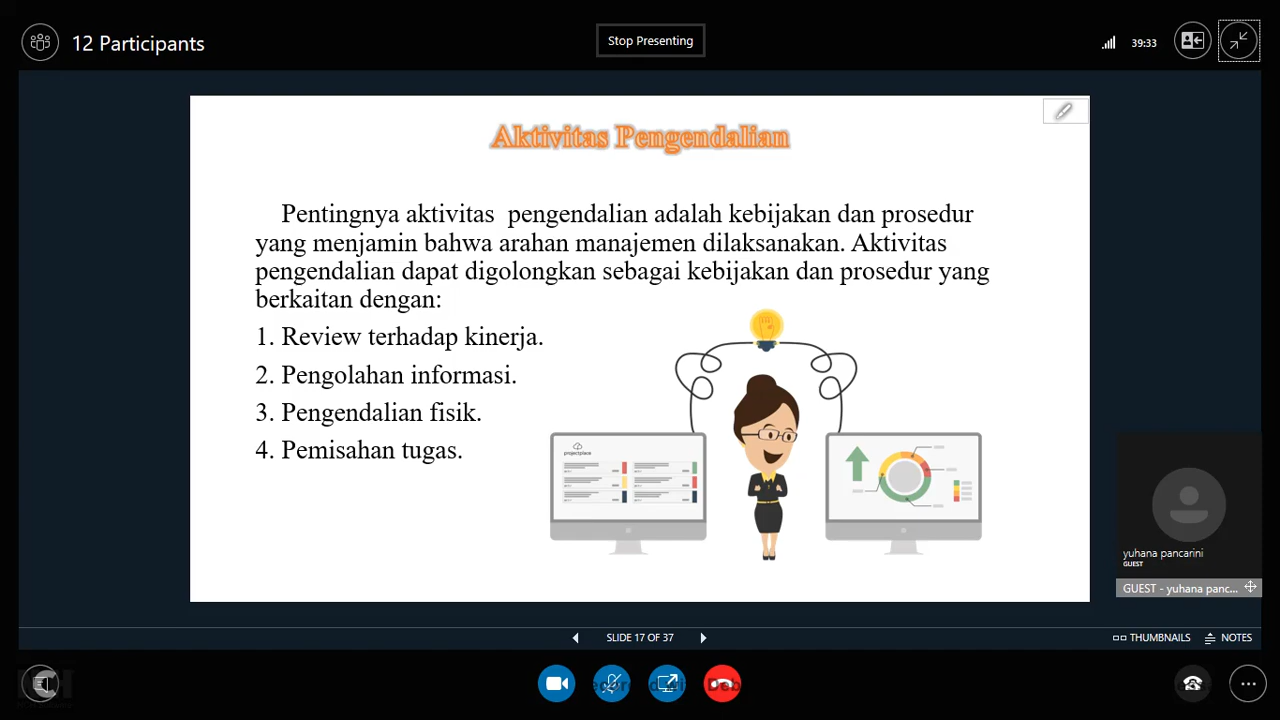 12 Participants
Stop Presenting
39:33
Aktivitas Pengendalian
Pentingnya aktivitas pengendalian adalah kebijakan dan prosedur
yang menjamin bahwa arahan manajemen dilaksanakan. Aktivitas
pengendalian dapat digolongkan sebagai kebijakan dan prosedur yang
berkaitan dengan:
1. Review terhadap kinerja.
2. Pengolahan informasi.
3. Pengendalian fisik.
4. Pemisahan tugas.
projectplace
yuhana pancarini
GUEST
GUEST - yuhana panc...
SLIDE 17 OF 37
THUMBNAILS
NOTES